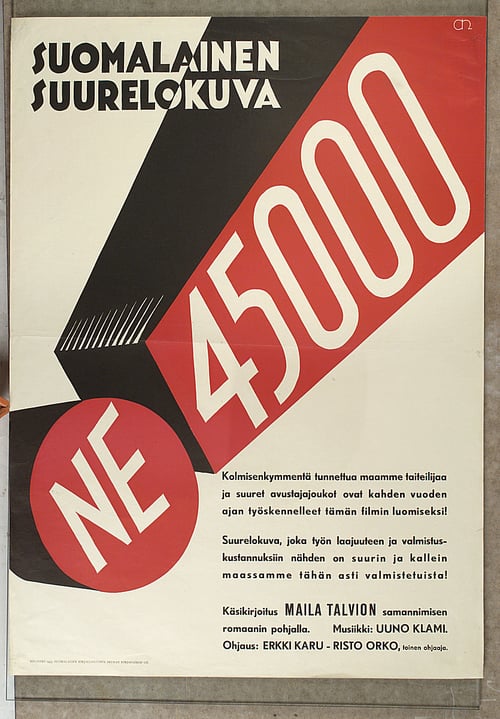 SUOMALAINEN
SUURELOKUVA
NE
45000
Kolmisenkymmentä tunnettua maamme taiteilijaa
ja suuret avustajajoukot ovat kahden vuoden
ajan työskennelleet tämän filmin luomiseksi!
Suurelokuva, joka työn laajuuteen ja valmistus-
kustannuksiin nähden on suurin ja kallein
maassamme tähän asti valmistetuista!
Käsikirjoitus MAILA TALVION samannimisen
romaanin pohjalla. Musiikki: UUNO KLAMI.
Ohjaus: ERKKI KARU - RISTO ORKO, toinen ohjaaja.